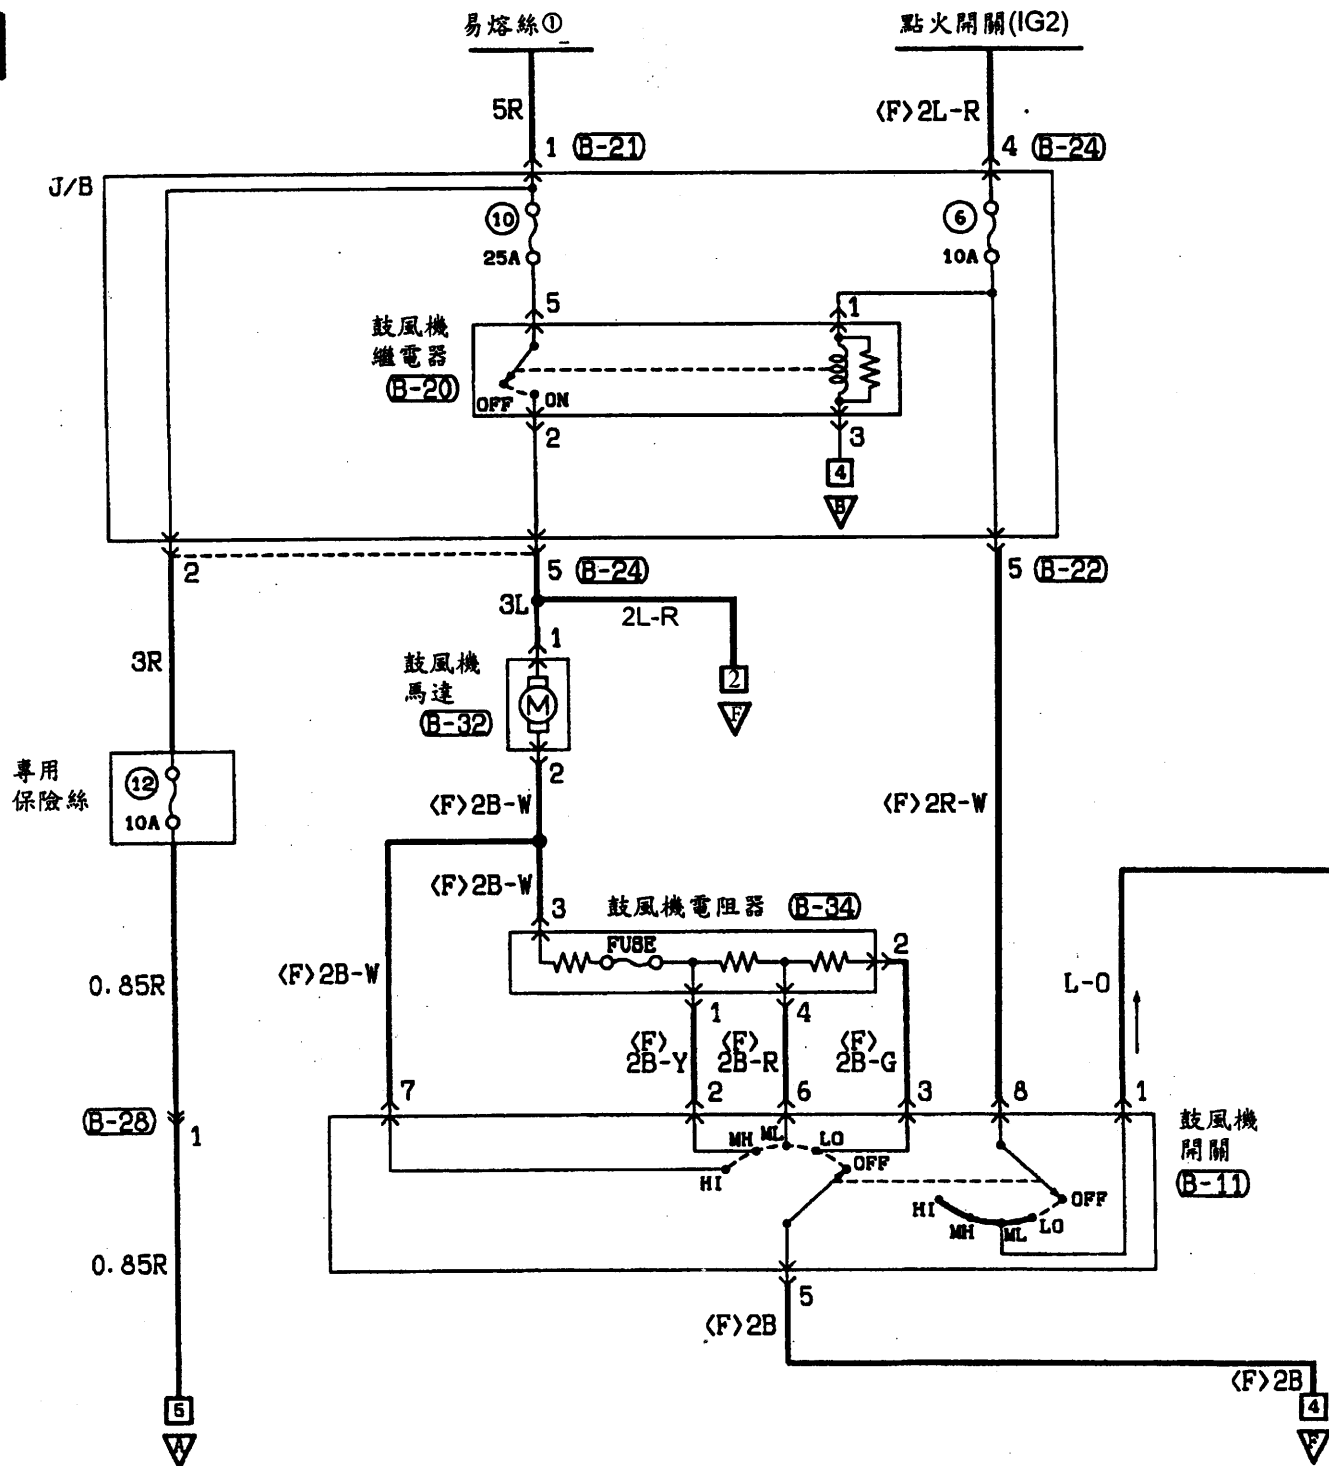 易熔絲①
點火開關(IG2)
5R
<F>2L-R
1 (B-21)
4 (B-24)
J/B
10
25A
6
10A
5
1
鼓風機
繼電器
(B-20)
OFF
ON
2
3
4
B
2
5 (B-24)
5 (B-22)
3L
2L-R
1
3R
鼓風機
馬達
(B-32)
M
2
F
2
專用
保險絲
12
10A
<F>2B-W
<F>2R-W
<F>2B-W
3
鼓風機電阻器 (B-34)
FUSE
2
<F>2B-W
0.85R
L-O
1
4
<F>
2B-Y
<F>
2B-R
<F>
2B-G
7
2
6
3
8
1
(B-28)
1
鼓風機
開關
(B-11)
HI
MH
ML
LO
OFF
HI
MH
ML
LO
OFF
0.85R
5
<F>2B
<F>2B
5
A
4
F